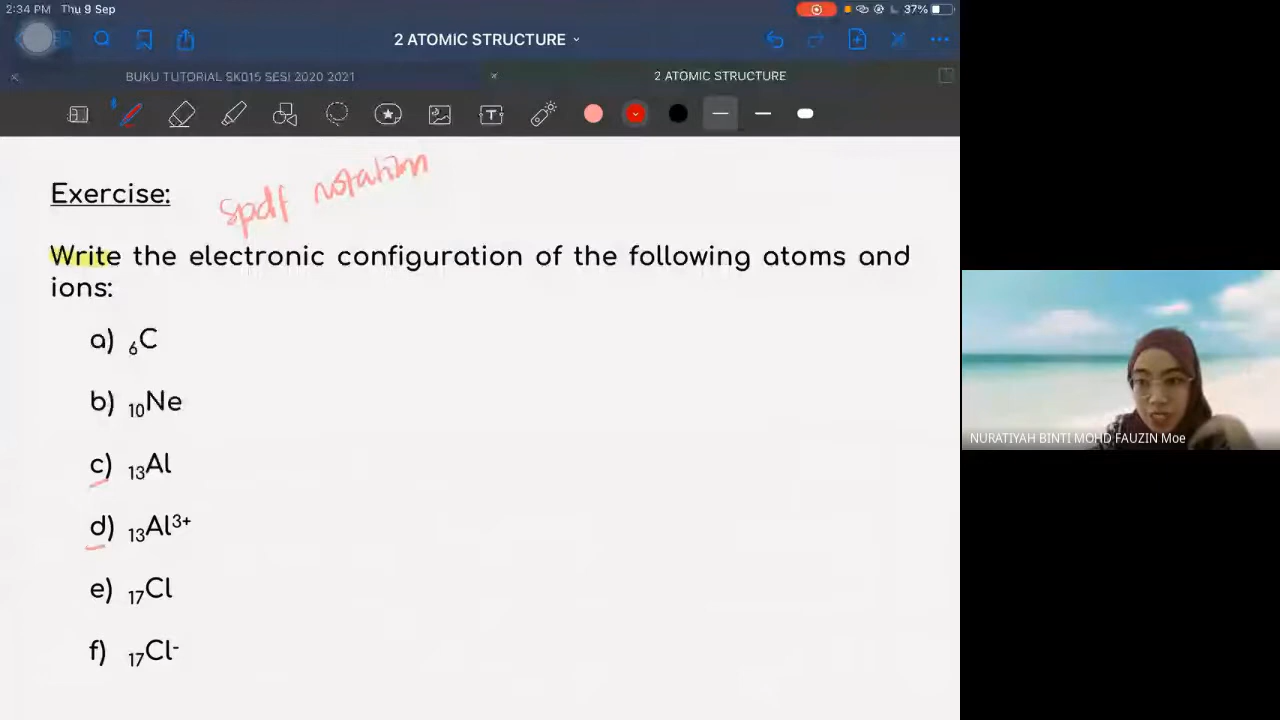 2:34 PM Thu 9 Sep
37%
2 ATOMIC STRUCTURE
BUKU TUTORIAL SK015 SESI 2020 2021
2 ATOMIC STRUCTURE
spdf notation
Exercise:
Write the electronic configuration of the following atoms and
ions:
a) ₆C
b) ₁₀Ne
c) ₁₃Al
d) ₁₃Al³⁺
e) ₁₇Cl
f) ₁₇Cl⁻
NURATIYAH BINTI MOHD FAUZIN Moe